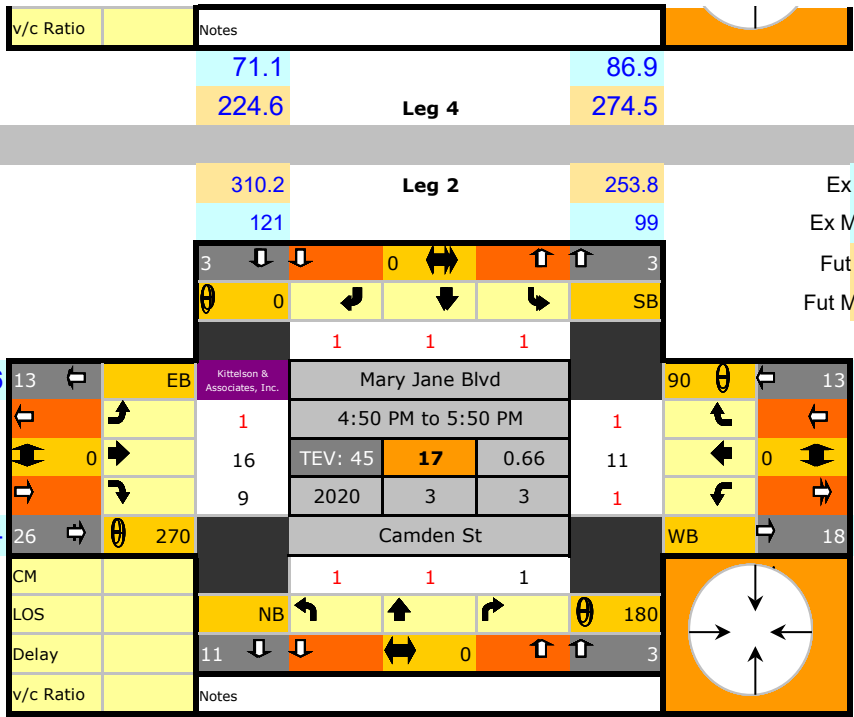 v/c Ratio Notes
71.1 86.9
224.6 Leg 4 274.5
310.2 Leg 2 253.8 Ex
121 99 Ex M
3 0 3 Fut
0 SB Fut M
1 1 1
13 EB Kittelson & Associates, Inc. Mary Jane Blvd 90 13
1 4:50 PM to 5:50 PM 1
0 16 TEV: 45 17 0.66 11 0
9 2020 3 3 1
26 270 Camden St WB 18
CM 1 1 1
LOS NB 180
Delay 11 0 3
v/c Ratio Notes